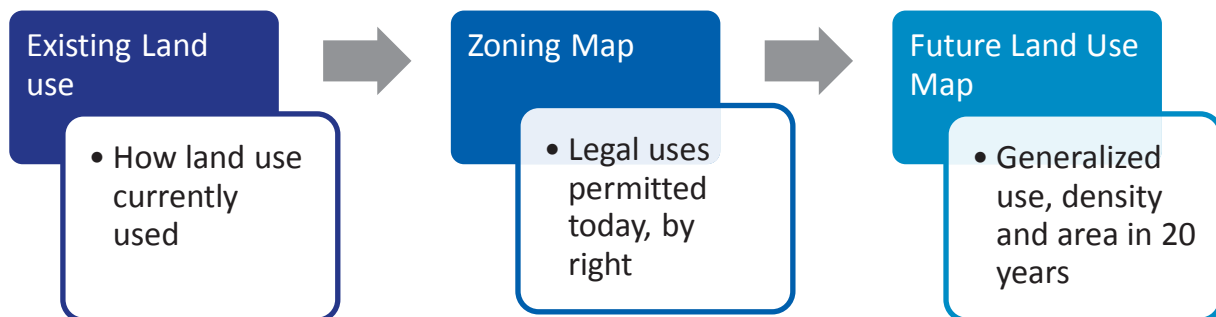 Existing Land
use
• How land use
currently
used
Zoning Map
• Legal uses
permitted
today, by
right
Future Land Use
Map
• Generalized
use, density
and area in 20
years